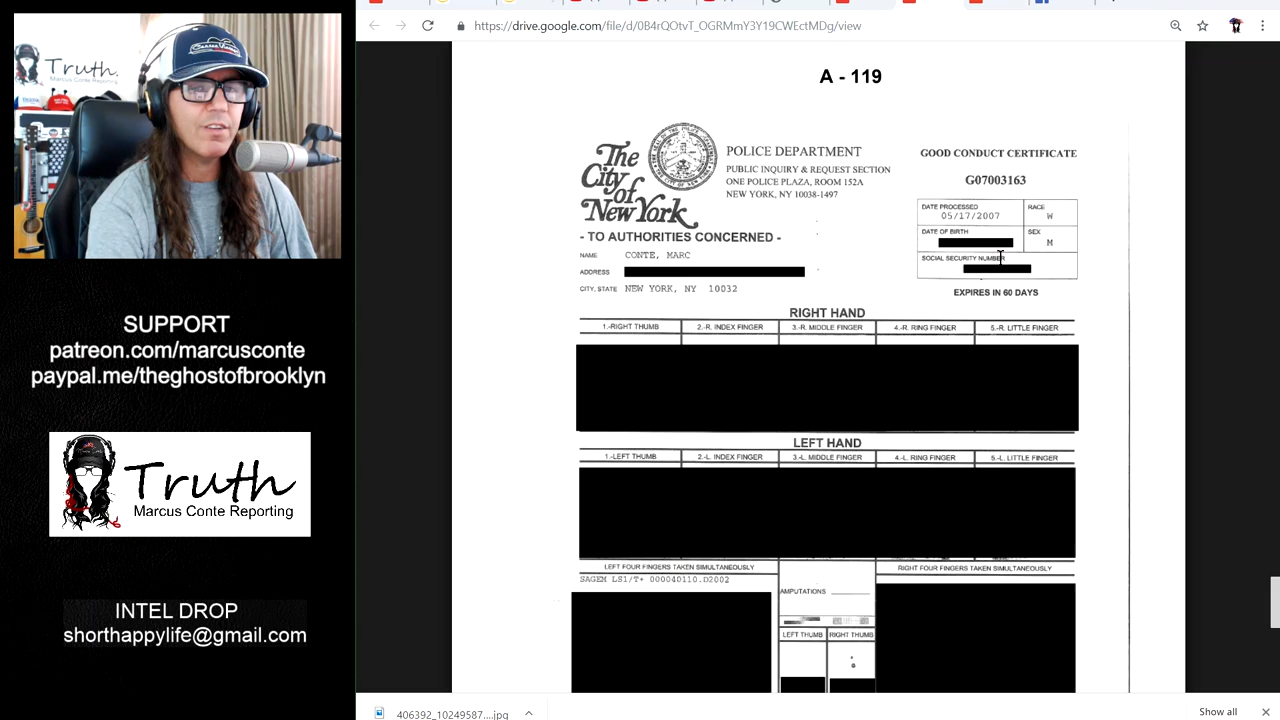 Truth.
Marcus Conte Reporting
SUPPORT
patreon.com/marcusconte
paypal.me/theghostofbrooklyn
Truth
Marcus Conte Reporting
INTEL DROP
shorthappylife@gmail.com
https://drive.google.com/file/d/0B4rQOtvT_OGRMmY3Y19CWEctMDg/view
A - 119
The
City
of
New York
POLICE DEPARTMENT
PUBLIC INQUIRY & REQUEST SECTION
ONE POLICE PLAZA, ROOM 152A
NEW YORK, NY 10038-1497
GOOD CONDUCT CERTIFICATE
G07003163
DATE PROCESSED
05/17/2007
RACE
W
DATE OF BIRTH
SEX
M
SOCIAL SECURITY NUMBER
EXPIRES IN 60 DAYS
- TO AUTHORITIES CONCERNED -
NAME CONTE, MARC
ADDRESS
CITY, STATE NEW YORK, NY 10032
RIGHT HAND
1.-RIGHT THUMB 2.-R. INDEX FINGER 3.-R. MIDDLE FINGER 4.-R. RING FINGER 5.-R. LITTLE FINGER
LEFT HAND
1.-LEFT THUMB 2.-L. INDEX FINGER 3.-L. MIDDLE FINGER 4.-L. RING FINGER 5.-L. LITTLE FINGER
LEFT FOUR FINGERS TAKEN SIMULTANEOUSLY
RIGHT FOUR FINGERS TAKEN SIMULTANEOUSLY
SAGEM LS1/T+ 000040110.D2002
AMPUTATIONS
LEFT THUMB RIGHT THUMB
406392_10249587....jpg
Show all